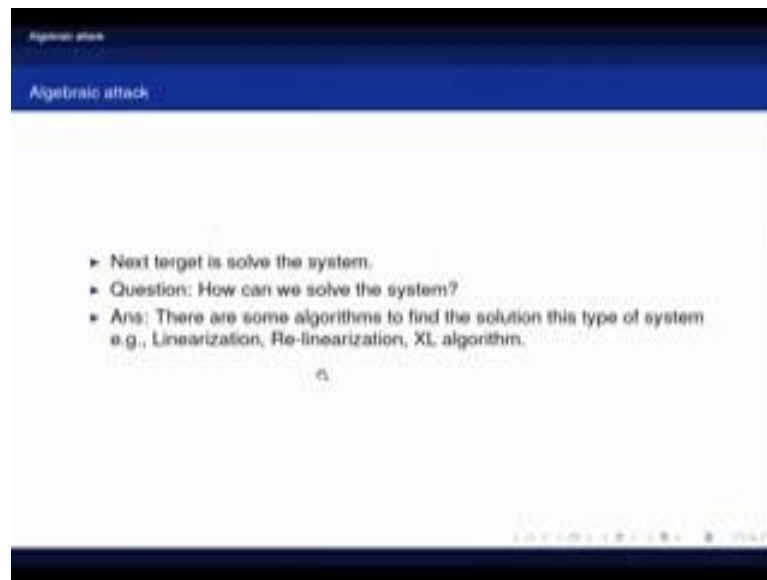 Algebraic attack
Algebraic attack
► Next terget is solve the system.
► Question: How can we solve the system?
► Ans: There are some algorithms to find the solution this type of system
e.g., Linearization, Re-linearization, XL algorithm.